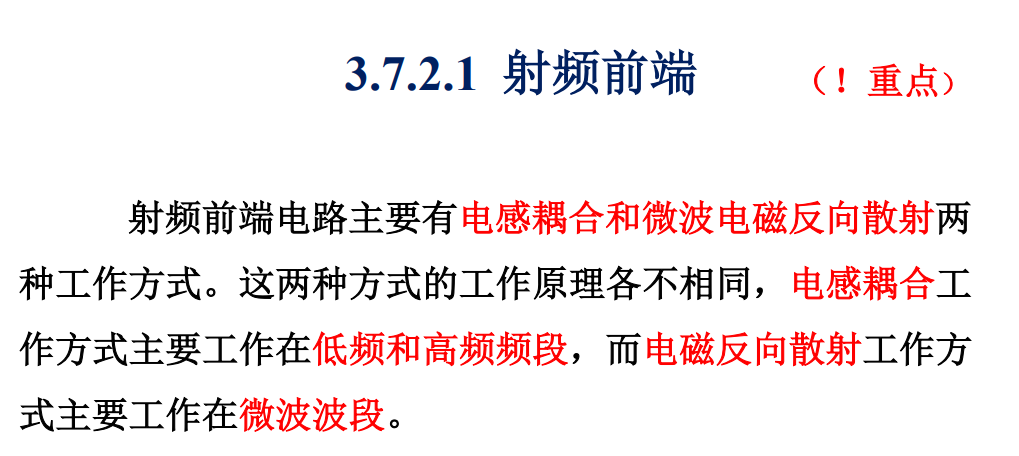 3.7.2.1 射频前端 （！重点）
射频前端电路主要有电感耦合和微波电磁反向散射两
种工作方式。这两种方式的工作原理各不相同，电感耦合工
作方式主要工作在低频和高频频段，而电磁反向散射工作方
式主要工作在微波波段。